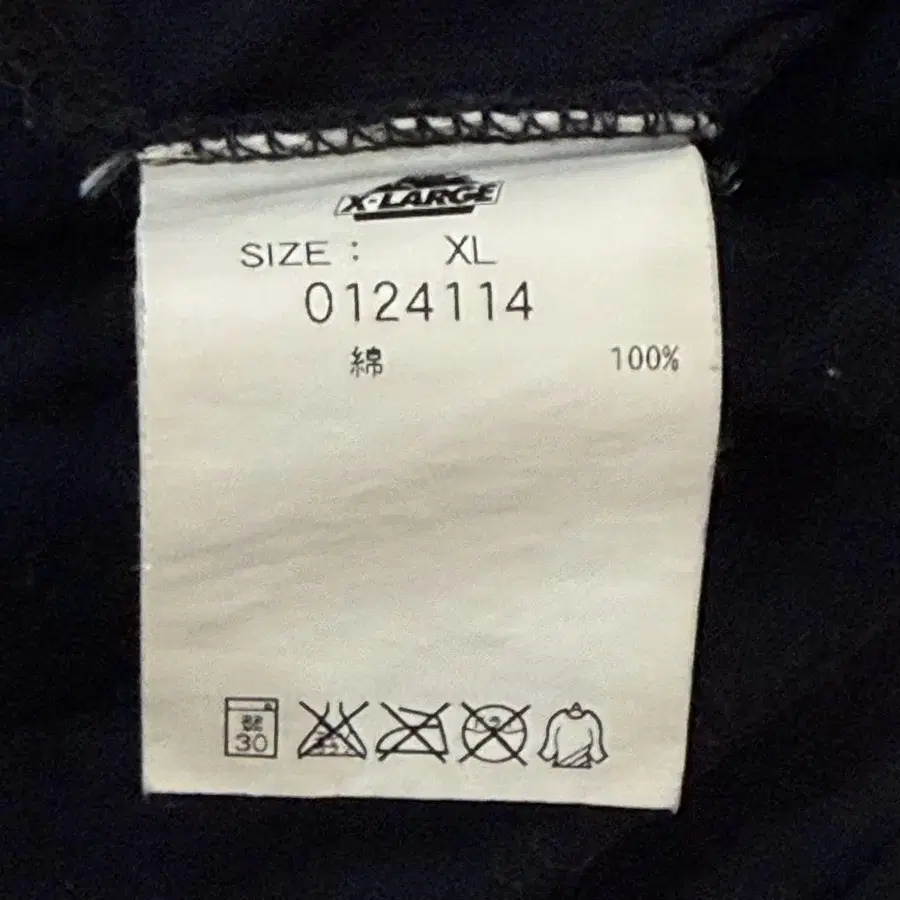 X-LARGE
SIZE : XL
0124114
綿 100%
30